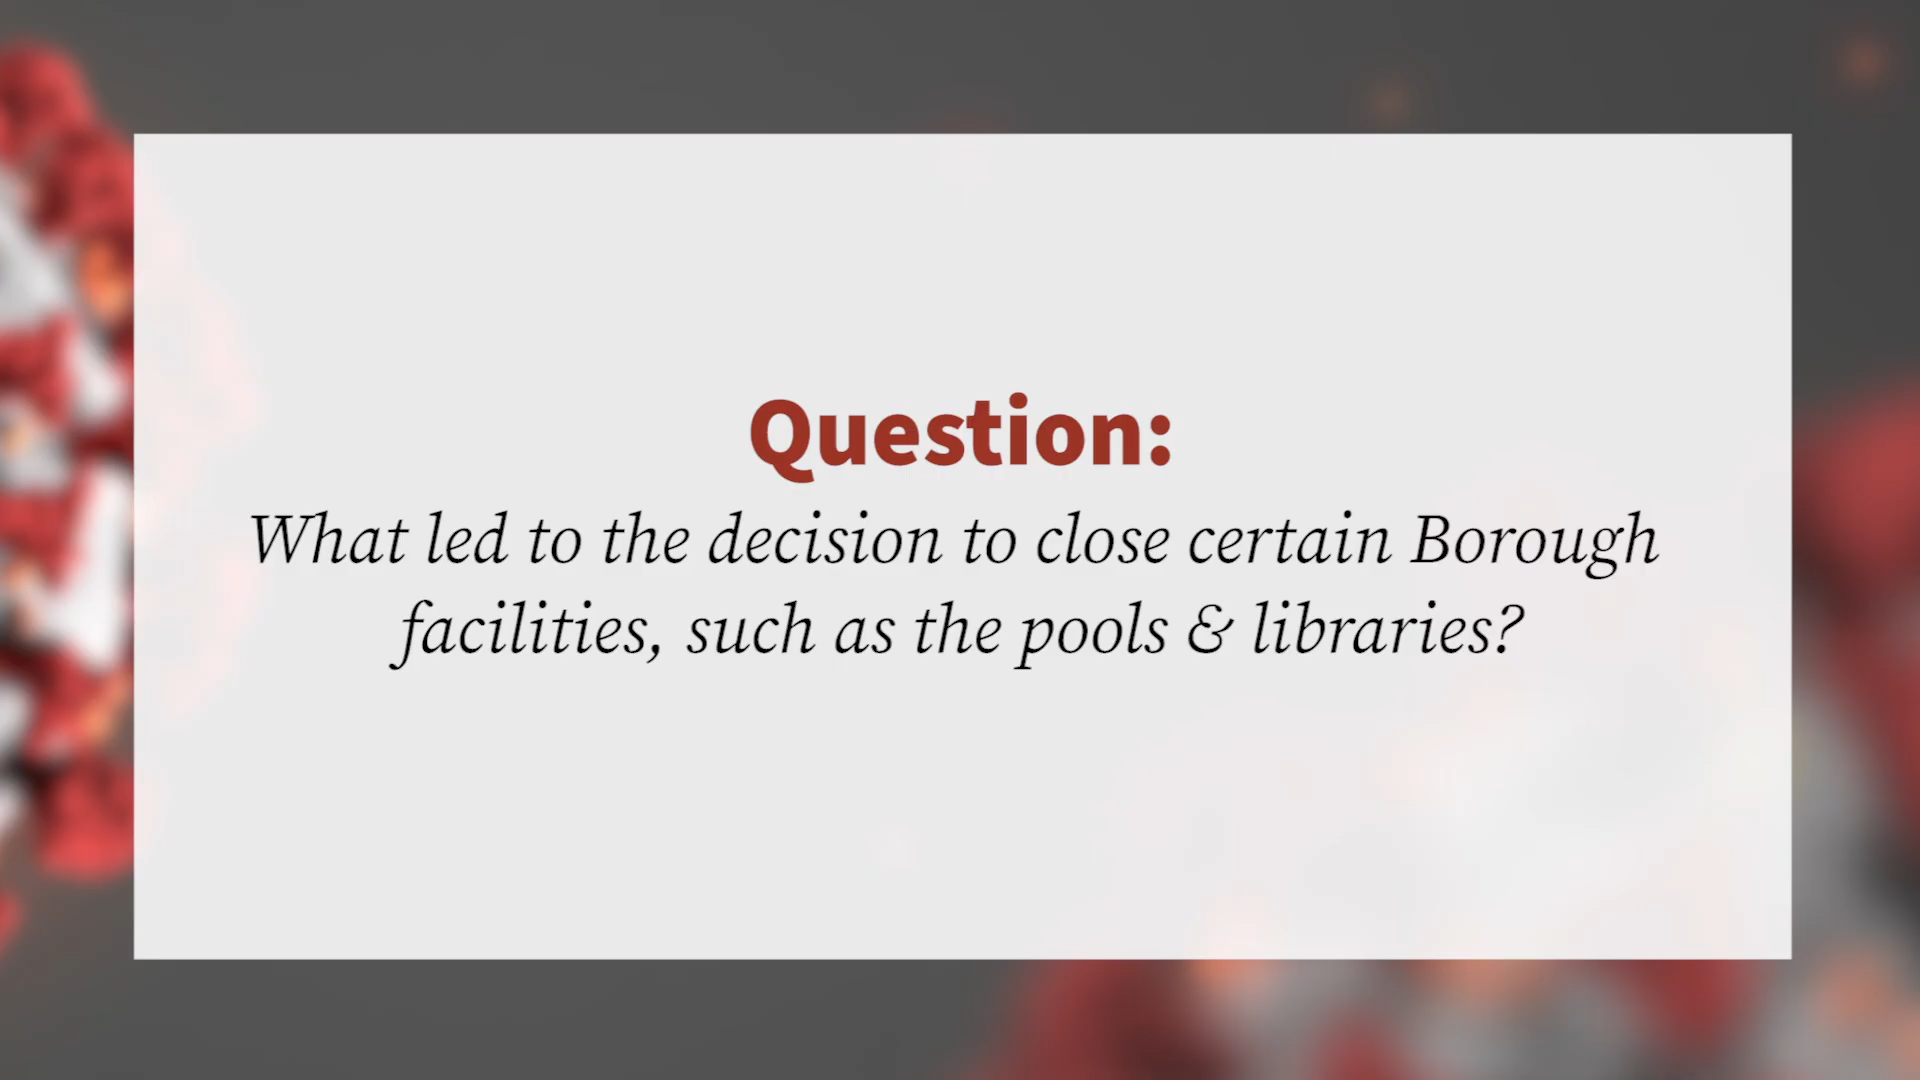 Question:
What led to the decision to close certain Borough
facilities, such as the pools & libraries?